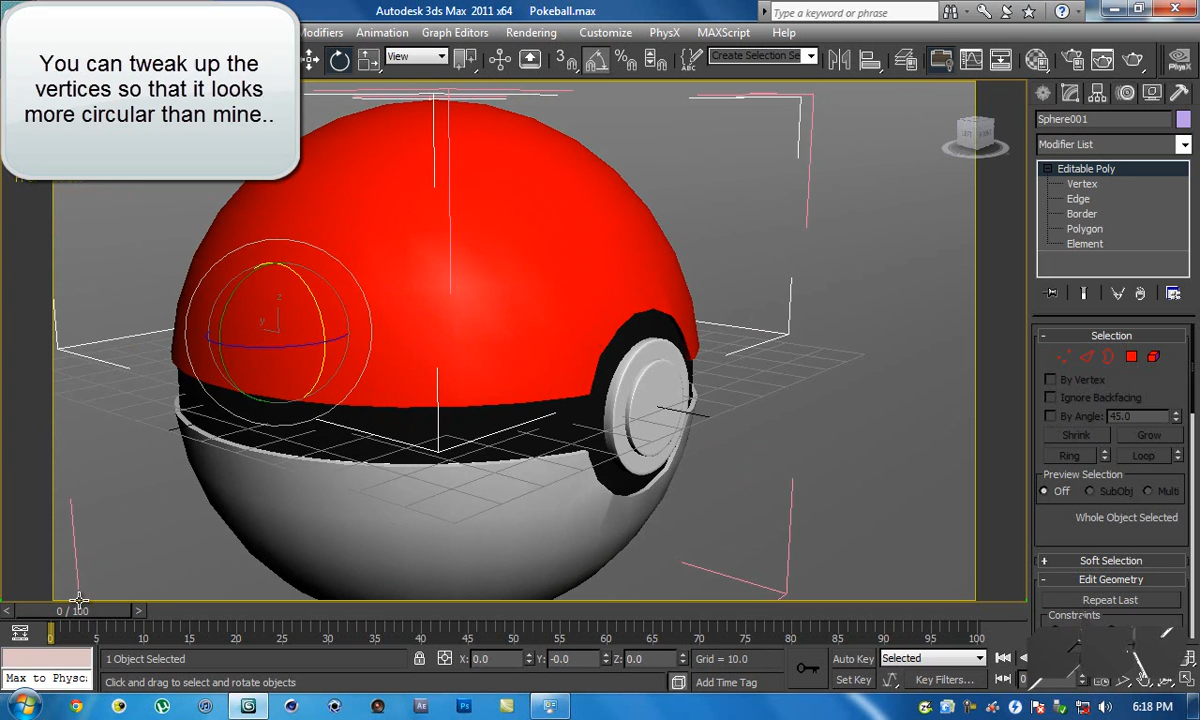 Autodesk 3ds Max 2011 x64 Pokeball.max
Type a keyword or phrase
You can tweak up the
vertices so that it looks
more circular than mine..
Modifiers Animation Graph Editors Rendering Customize PhysX MAXScript Help
View
3
Create Selection Se
PhysX
Sphere001
Modifier List
Editable Poly
Vertex
Edge
Border
Polygon
Element
z
y
Selection
By Vertex
Ignore Backfacing
By Angle: 45.0
Shrink Grow
Ring Loop
Preview Selection
Off SubObj Multi
Whole Object Selected
Soft Selection
Edit Geometry
Repeat Last
Constraints
< 0 / 100 >
0 5 10 15 20 25 30 35 40 45 50 55 60 65 70 75 80 85 90 95 100
1 Object Selected X: 0.0 Y: -0.0 Z: 0.0 Grid = 10.0 Auto Key Selected
Max to Physc Click and drag to select and rotate objects Add Time Tag Set Key Key Filters... 0
Ae Ps 6:18 PM